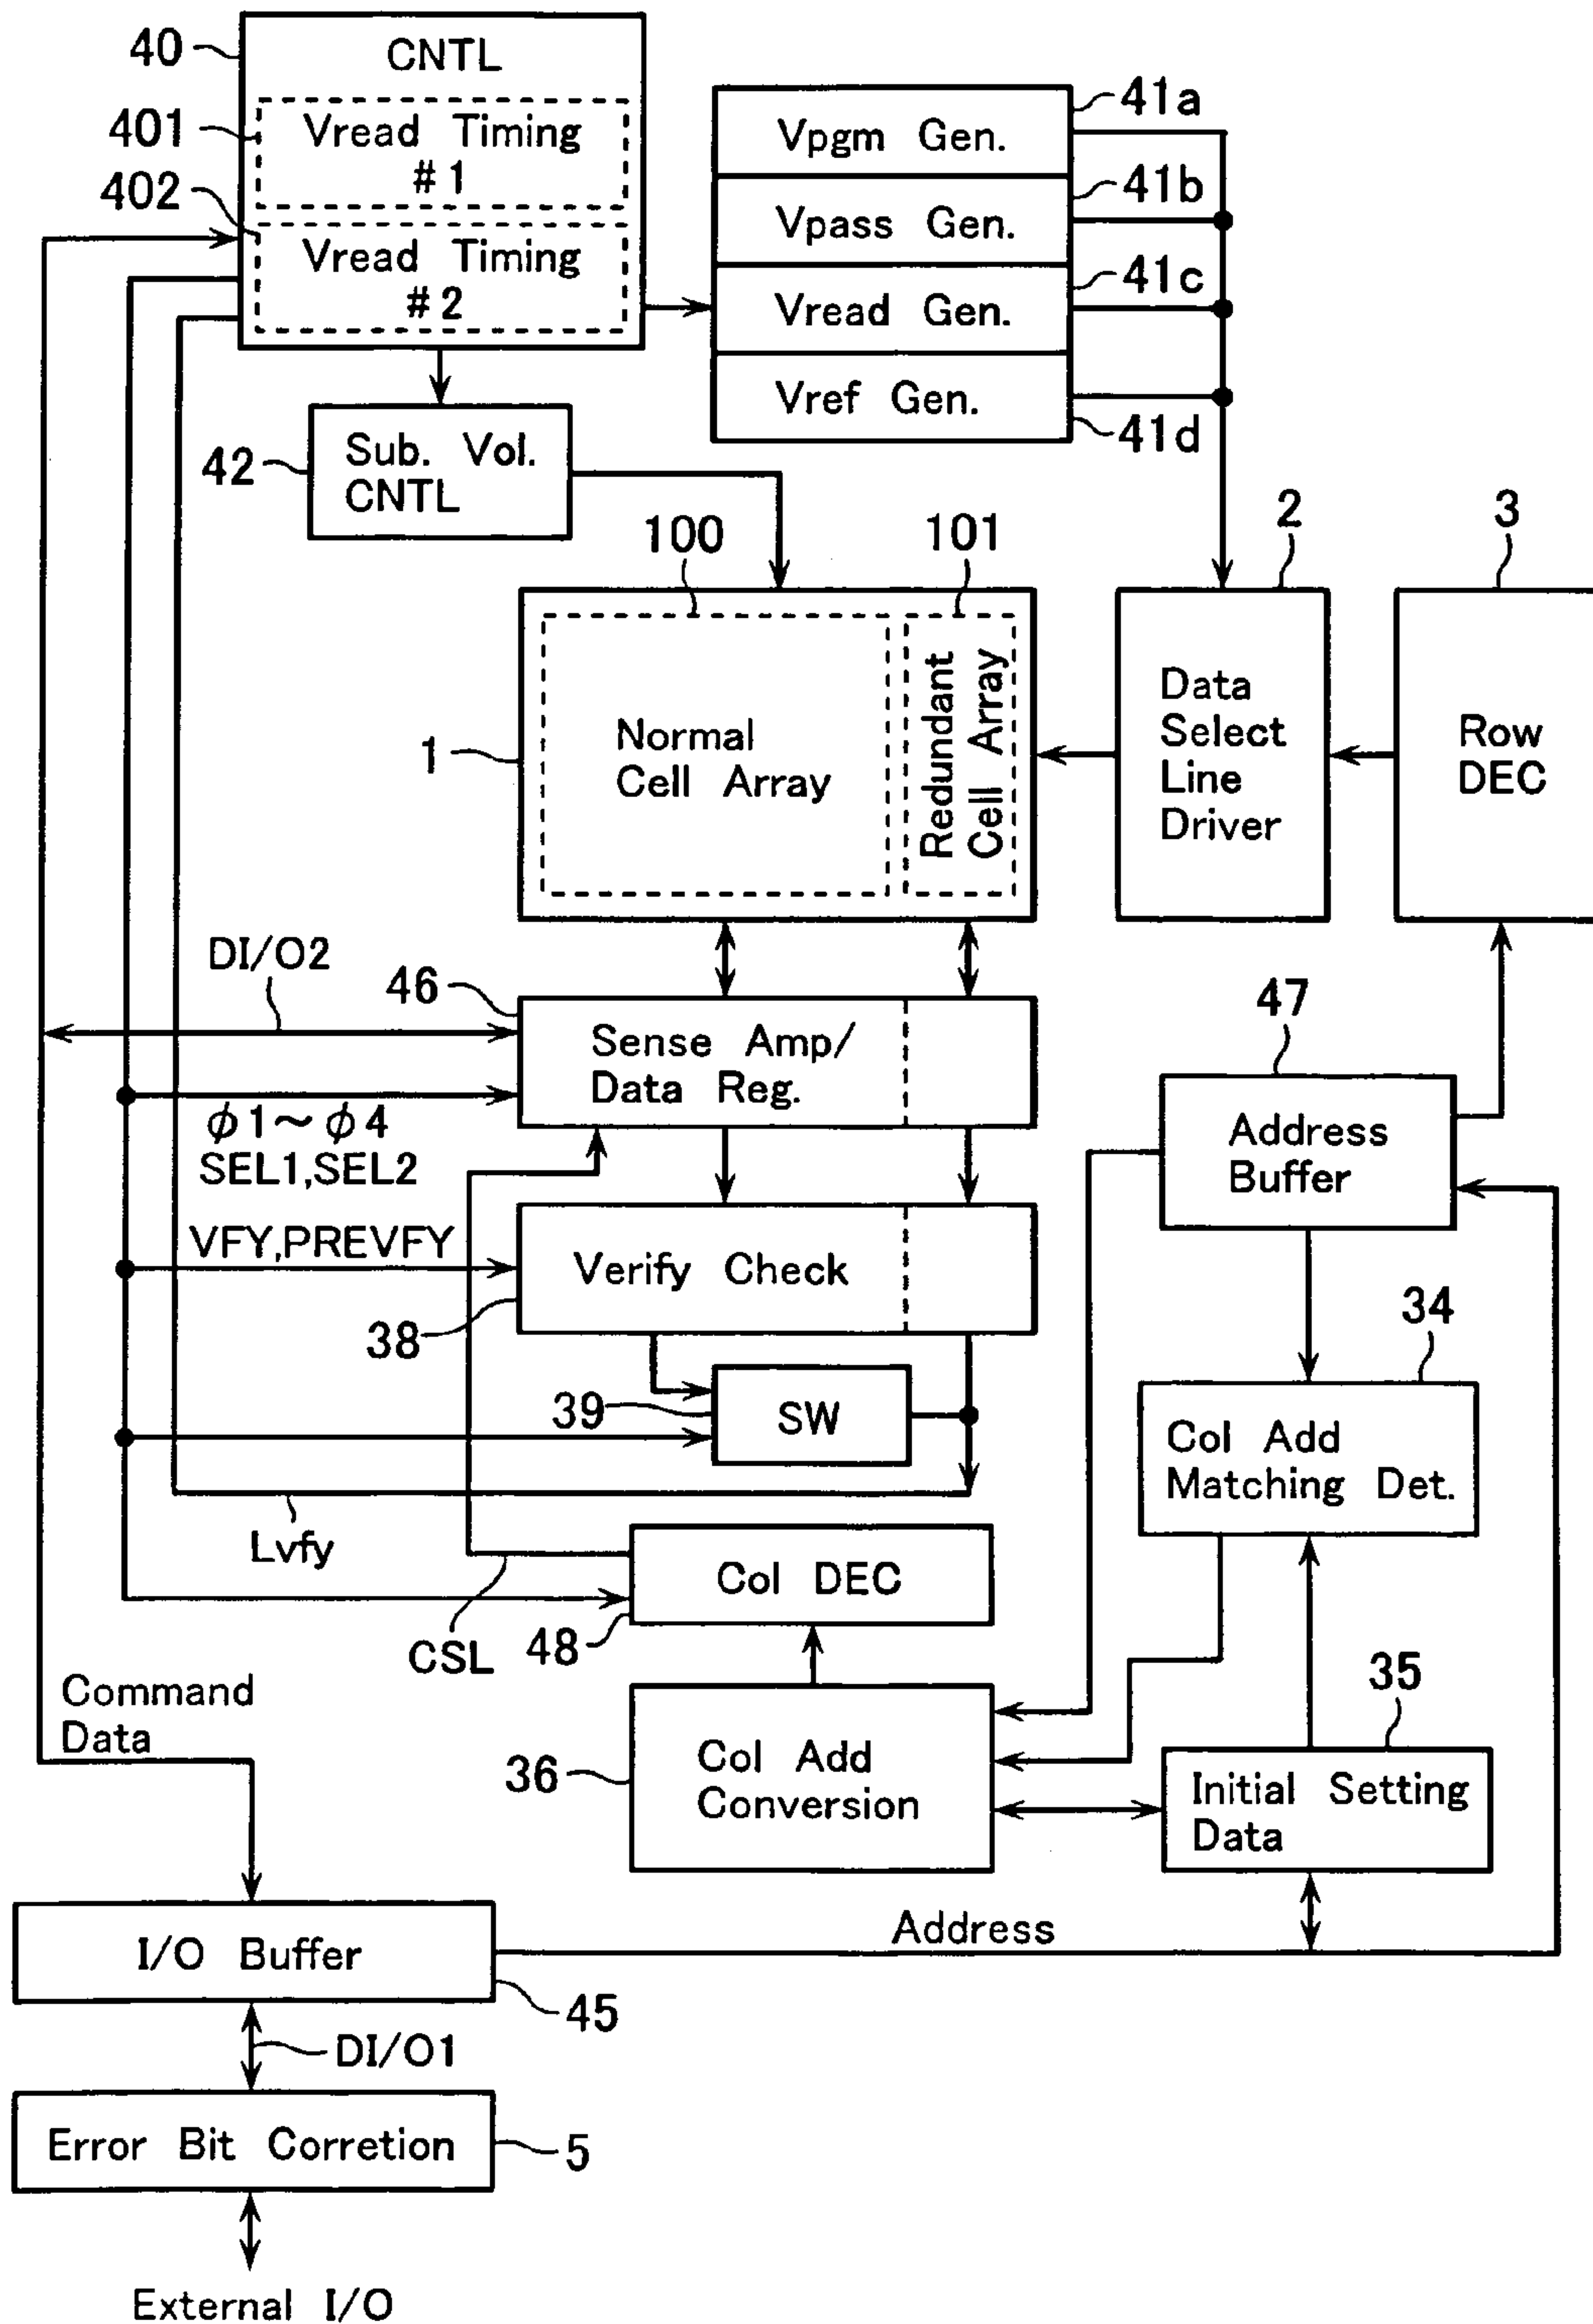 40
CNTL
401
Vread Timing
#1
402
Vread Timing
#2
41a
Vpgm Gen.
41b
Vpass Gen.
41c
Vread Gen.
Vref Gen.
41d
42
Sub. Vol.
CNTL
100
101
2
3
1
Normal
Cell Array
Redundant
Cell Array
Data
Select
Line
Driver
Row
DEC
DI/O2
46
Sense Amp/
Data Reg.
47
Address
Buffer
ϕ1～ϕ4
SEL1,SEL2
VFY,PREVFY
Verify Check
38
34
39
SW
Col Add
Matching Det.
Lvfy
Col DEC
CSL
48
Command
Data
35
36
Col Add
Conversion
Initial Setting
Data
Address
I/O Buffer
45
DI/O1
Error Bit Corretion
5
External I/O